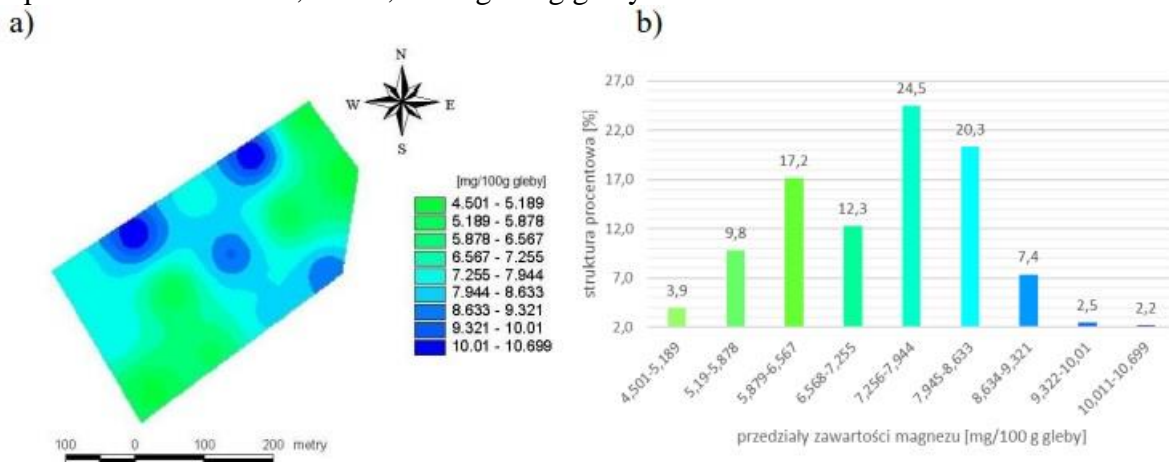 a)
b)
N
W E
S
[mg/100g gleby]
4.501 - 5.189
5.189 - 5.878
5.878 - 6.567
6.567 - 7.255
7.255 - 7.944
7.944 - 8.633
8.633 - 9.321
9.321 - 10.01
10.01 - 10.699
100 0 100 200 metry
struktura procentowa [%]
27,0
22,0
17,0
12,0
7,0
2,0
3,9
9,8
17,2
12,3
24,5
20,3
7,4
2,5
2,2
4,501-5,189
5,19-5,878
5,879-6,567
6,568-7,255
7,256-7,944
7,945-8,633
8,634-9,321
9,322-10,01
10,011-10,699
przedziały zawartości magnezu [mg/100 g gleby]